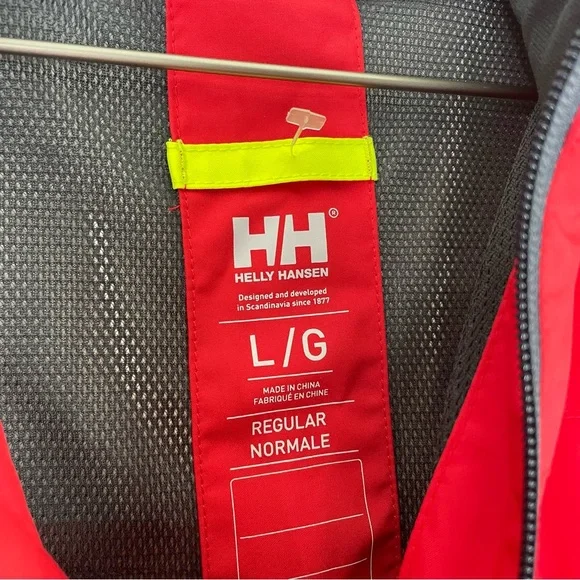 HH®
HELLY HANSEN
Designed and developed
in Scandinavia since 1877
L/G
MADE IN CHINA
FABRIQUÉ EN CHINE
REGULAR
NORMALE